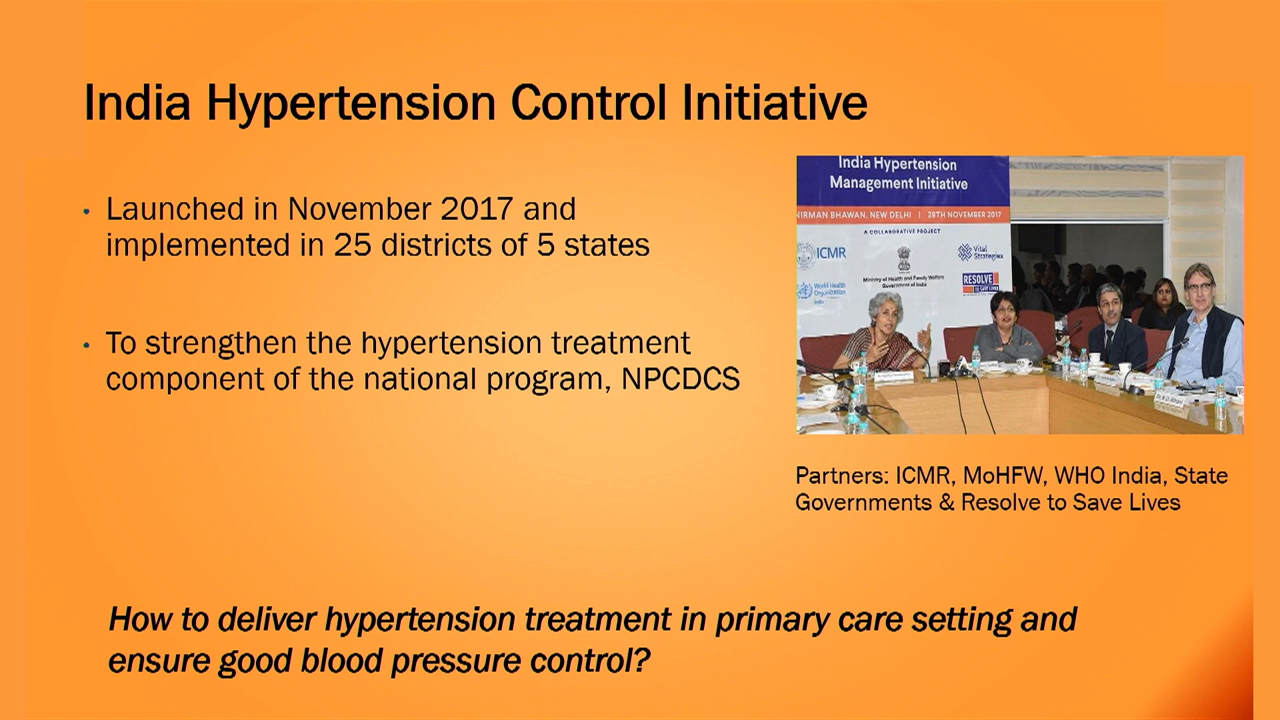 India Hypertension Control Initiative
• Launched in November 2017 and
implemented in 25 districts of 5 states
• To strengthen the hypertension treatment
component of the national program, NPCDCS
India Hypertension
Management Initiative
NIRMAN BHAWAN, NEW DELHI | 28TH NOVEMBER 2017
A COLLABORATIVE PROJECT
ICMR
Ministry of Health and Family Welfare
Government of India
Vital
Strategies
World Health
Organization
India
RESOLVE
TO SAVE LIVES
Partners: ICMR, MoHFW, WHO India, State
Governments & Resolve to Save Lives
How to deliver hypertension treatment in primary care setting and
ensure good blood pressure control?